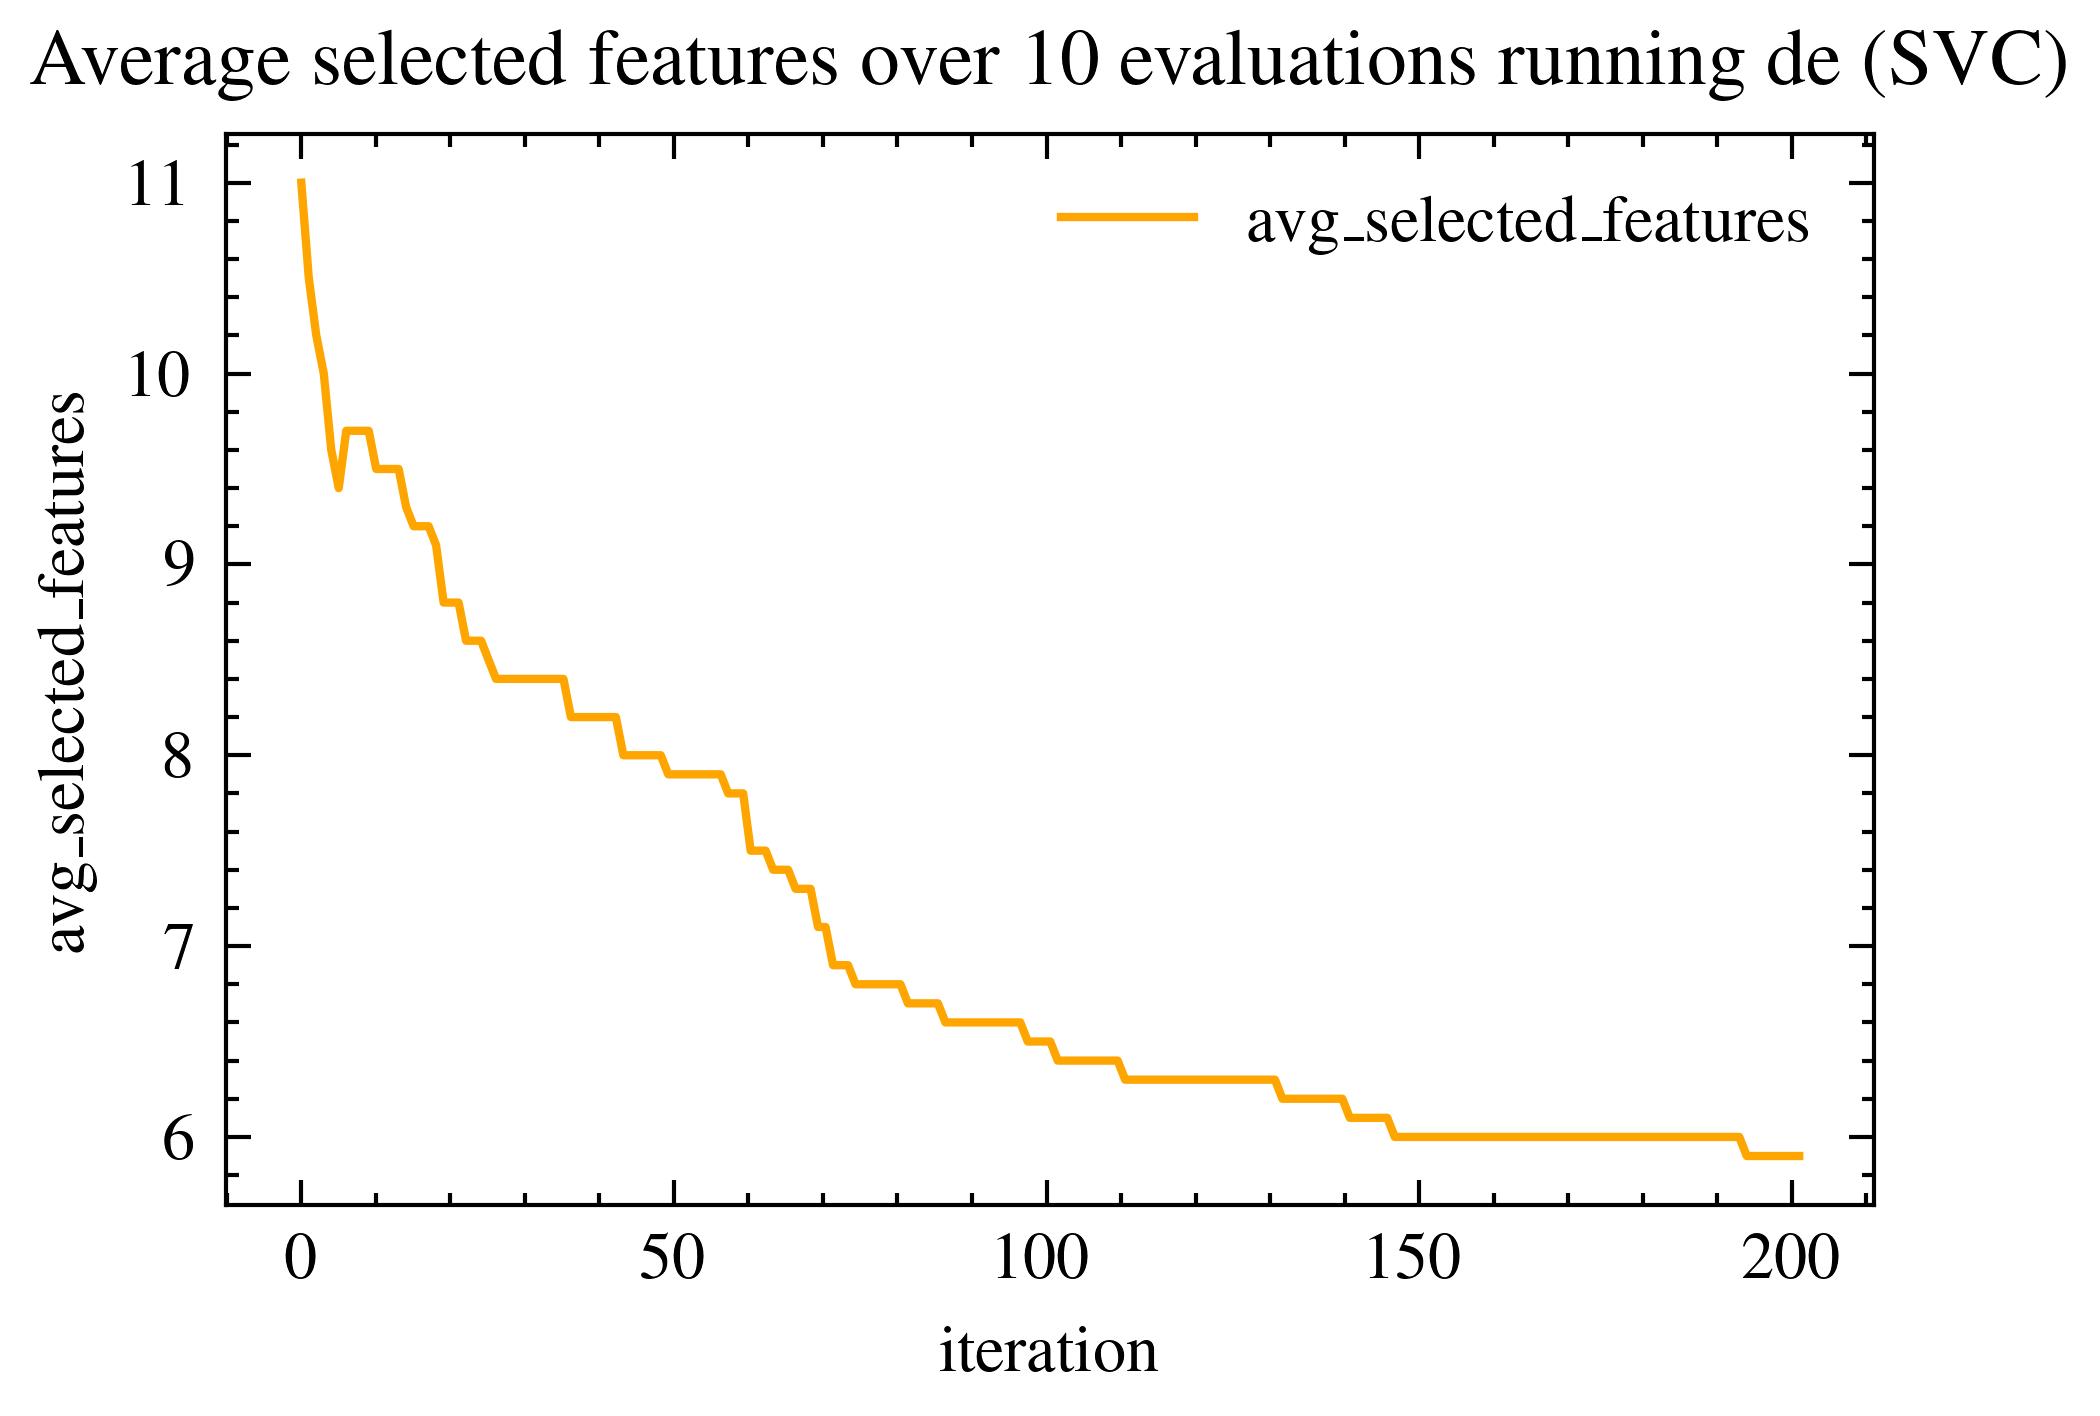 Average selected features over 10 evaluations running de (SVC)
avg_selected_features
11
10
9
8
7
6
avg_selected_features
0 50 100 150 200
iteration